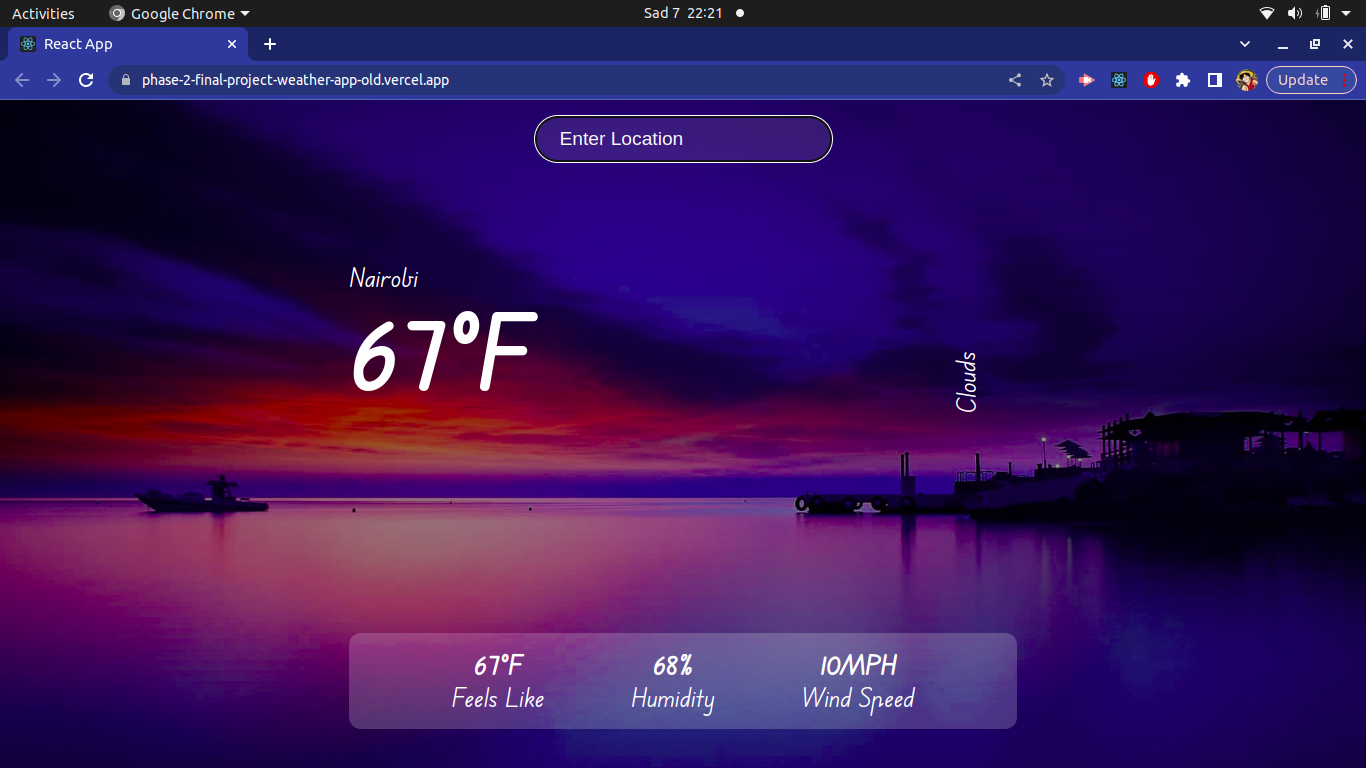 Activities
Google Chrome
Sad 7 22:21
React App
phase-2-final-project-weather-app-old.vercel.app
Update
Enter Location
Nairobi
67°F
Clouds
67°F
68%
10MPH
Feels Like
Humidity
Wind Speed